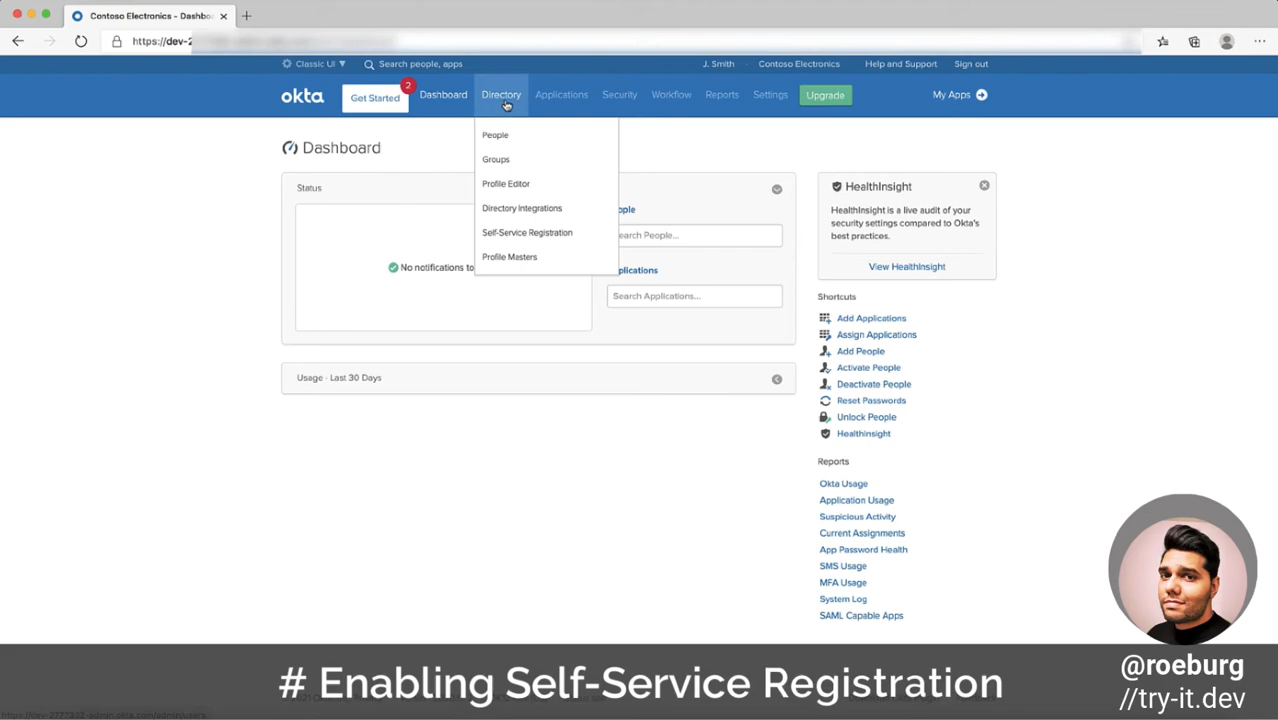 Contoso Electronics - Dashbo
https://dev-2
Classic UI ▼
Search people, apps
J. Smith
Contoso Electronics
Help and Support
Sign out
okta
Get Started
2
Dashboard
Directory
Applications
Security
Workflow
Reports
Settings
Upgrade
My Apps
People
Groups
Profile Editor
Directory Integrations
Self-Service Registration
Profile Masters
Dashboard
Status
No notifications to
ople
earch People...
plications
Search Applications...
Usage · Last 30 Days
HealthInsight
HealthInsight is a live audit of your
security settings compared to Okta's
best practices.
View HealthInsight
Shortcuts
Add Applications
Assign Applications
Add People
Activate People
Deactivate People
Reset Passwords
Unlock People
HealthInsight
Reports
Okta Usage
Application Usage
Suspicious Activity
Current Assignments
App Password Health
SMS Usage
MFA Usage
System Log
SAML Capable Apps
# Enabling Self-Service Registration
@roeburg
//try-it.dev